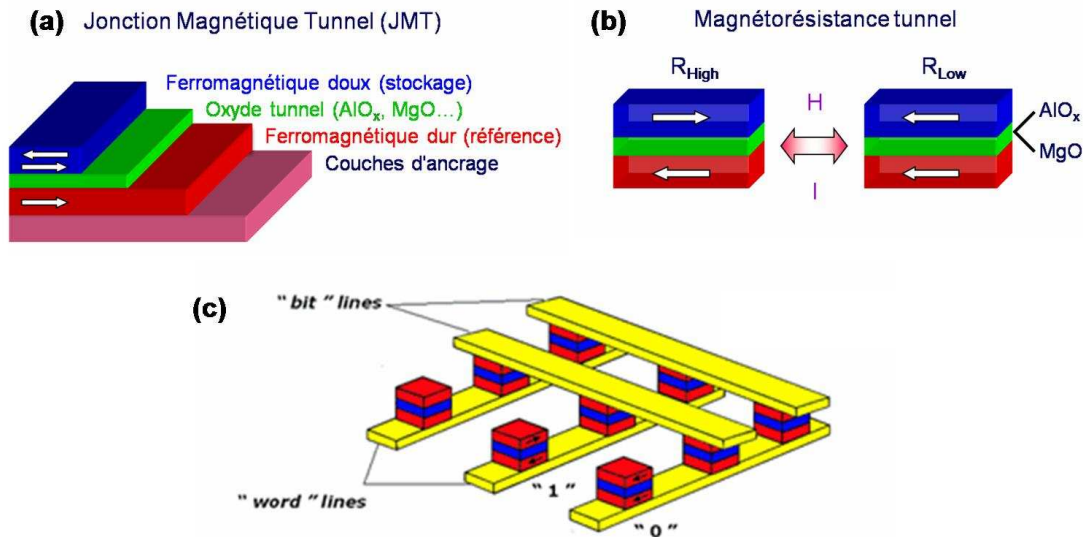 (a) Jonction Magnétique Tunnel (JMT)
Ferromagnétique doux (stockage)
Oxyde tunnel (AlOx, MgO...)
Ferromagnétique dur (référence)
Couches d'ancrage
(b) Magnétorésistance tunnel
RHigh
RLow
H
I
AlOx
MgO
(c)
"bit" lines
"word" lines
"1"
"0"